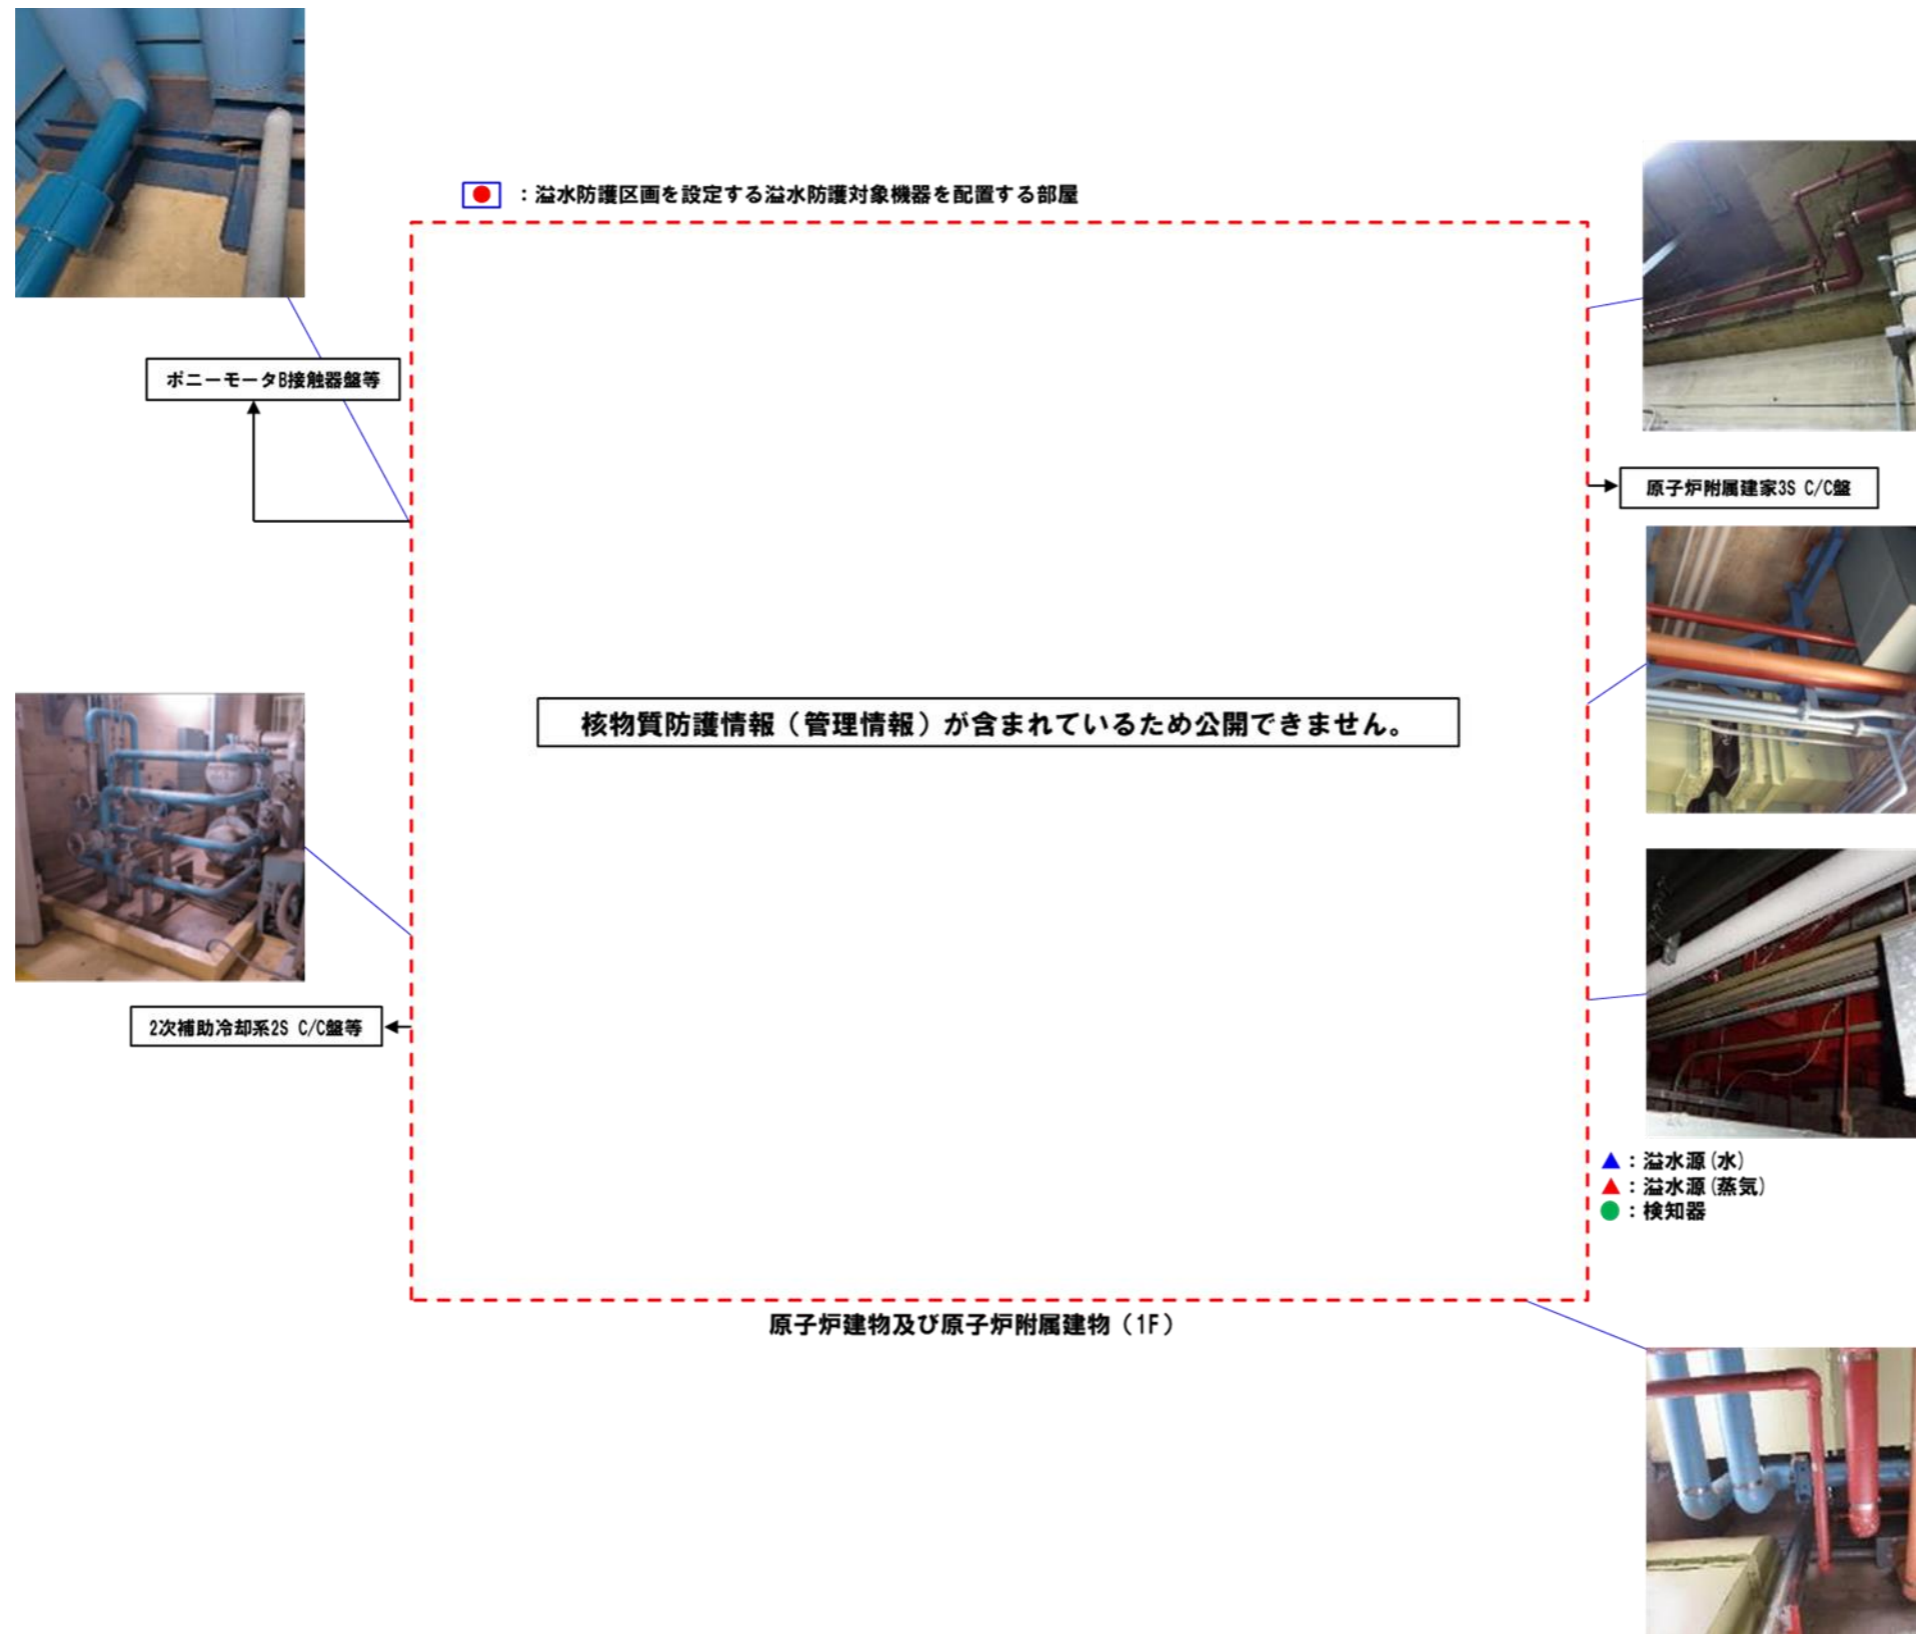 ：溢水防護区画を設定する溢水防護対象機器を配置する部屋
ポニーモータB接触器盤等
原子炉附属建家3S C/C盤
核物質防護情報（管理情報）が含まれているため公開できません。
2次補助冷却系2S C/C盤等
：溢水源(水)
：溢水源(蒸気)
：検知器
原子炉建物及び原子炉附属建物（1F）